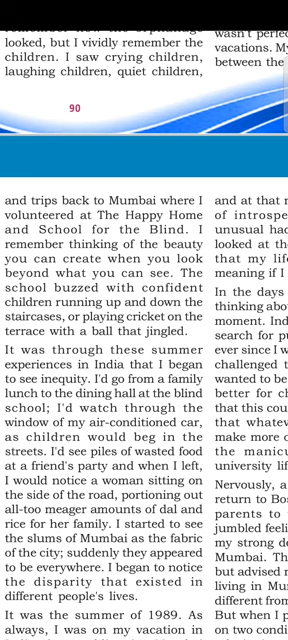 remember how the orphanage
looked, but I vividly remember the
children. I saw crying children,
laughing children, quiet children,
wasn't perfec
vacations. My
between the
90
and trips back to Mumbai where I
volunteered at The Happy Home
and School for the Blind. I
remember thinking of the beauty
you can create when you look
beyond what you can see. The
school buzzed with confident
children running up and down the
staircases, or playing cricket on the
terrace with a ball that jingled.
It was through these summer
experiences in India that I began
to see inequity. I'd go from a family
lunch to the dining hall at the blind
school; I'd watch through the
window of my air-conditioned car,
as children would beg in the
streets. I'd see piles of wasted food
at a friend's party and when I left,
I would notice a woman sitting on
the side of the road, portioning out
all-too meager amounts of dal and
rice for her family. I started to see
the slums of Mumbai as the fabric
of the city; suddenly they appeared
to be everywhere. I began to notice
the disparity that existed in
different people's lives.
It was the summer of 1989. As
always, I was on my vacation in
and at that m
of introspe
unusual had
looked at the
that my life
meaning if I
In the days
thinking abo
moment. Ind
search for pu
ever since I w
challenged t
wanted to be
better for ch
that this cou
that whatev
make more o
the manicu
university lif
Nervously, a
return to Bos
parents to
jumbled feeli
my strong de
Mumbai. Th
but advised m
living in Mu
different from
But when I p
on two condi